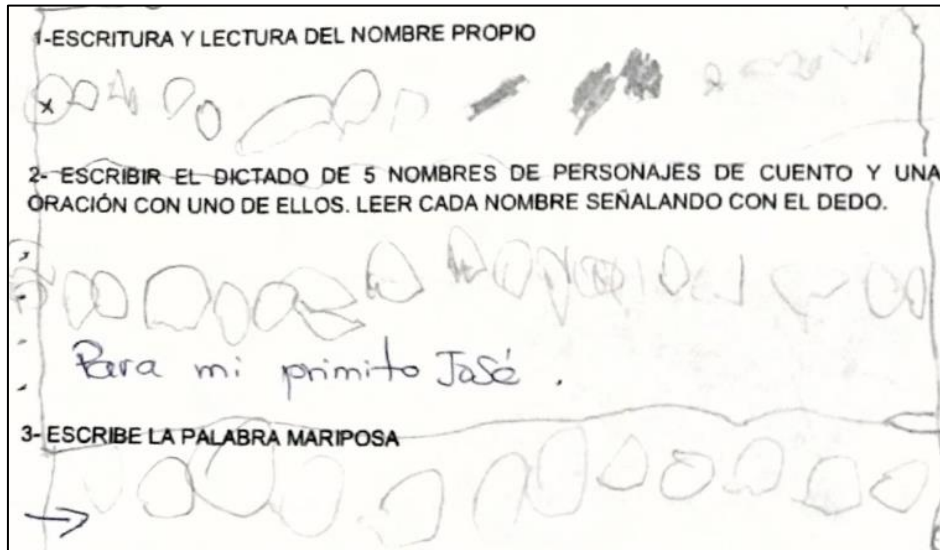 1-ESCRITURA Y LECTURA DEL NOMBRE PROPIO
2- ESCRIBIR EL DICTADO DE 5 NOMBRES DE PERSONAJES DE CUENTO Y UNA
ORACIÓN CON UNO DE ELLOS. LEER CADA NOMBRE SEÑALANDO CON EL DEDO.
Para mi primito José.
3- ESCRIBE LA PALABRA MARIPOSA